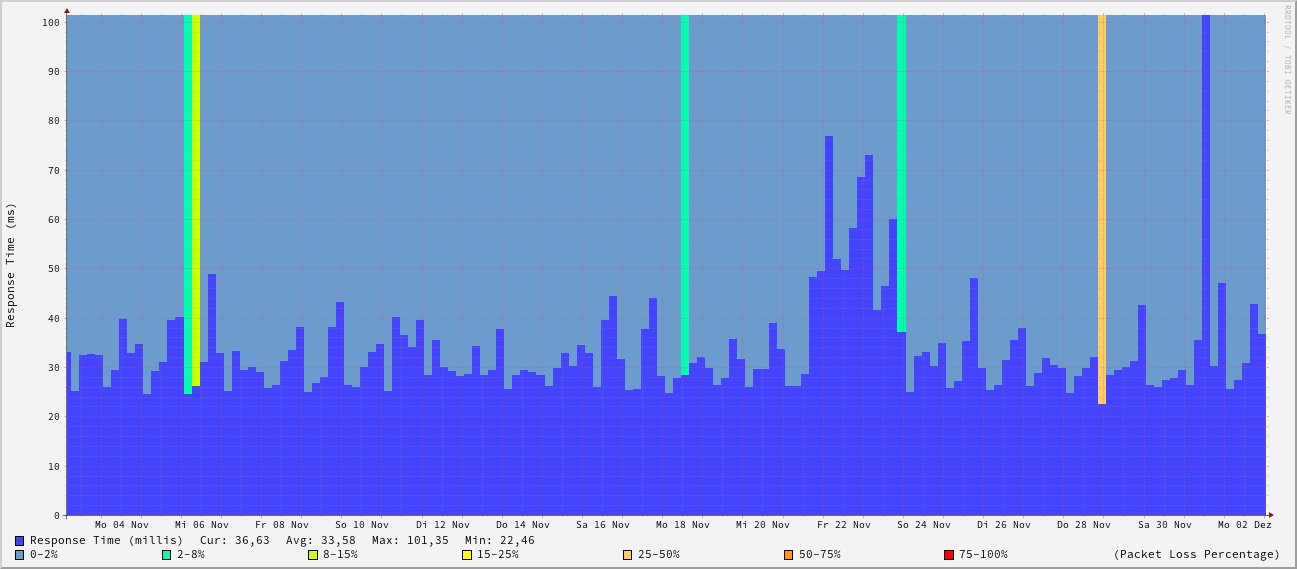 RRDTOOL / TOBI OETIKER
Response Time (ms)
100
90
80
70
60
50
40
30
20
10
0
Mo 04 Nov Mi 06 Nov Fr 08 Nov So 10 Nov Di 12 Nov Do 14 Nov Sa 16 Nov Mo 18 Nov Mi 20 Nov Fr 22 Nov So 24 Nov Di 26 Nov Do 28 Nov Sa 30 Nov Mo 02 Dez
Response Time (millis) Cur: 36,63 Avg: 33,58 Max: 101,35 Min: 22,46
0-2% 2-8% 8-15% 15-25% 25-50% 50-75% 75-100% (Packet Loss Percentage)